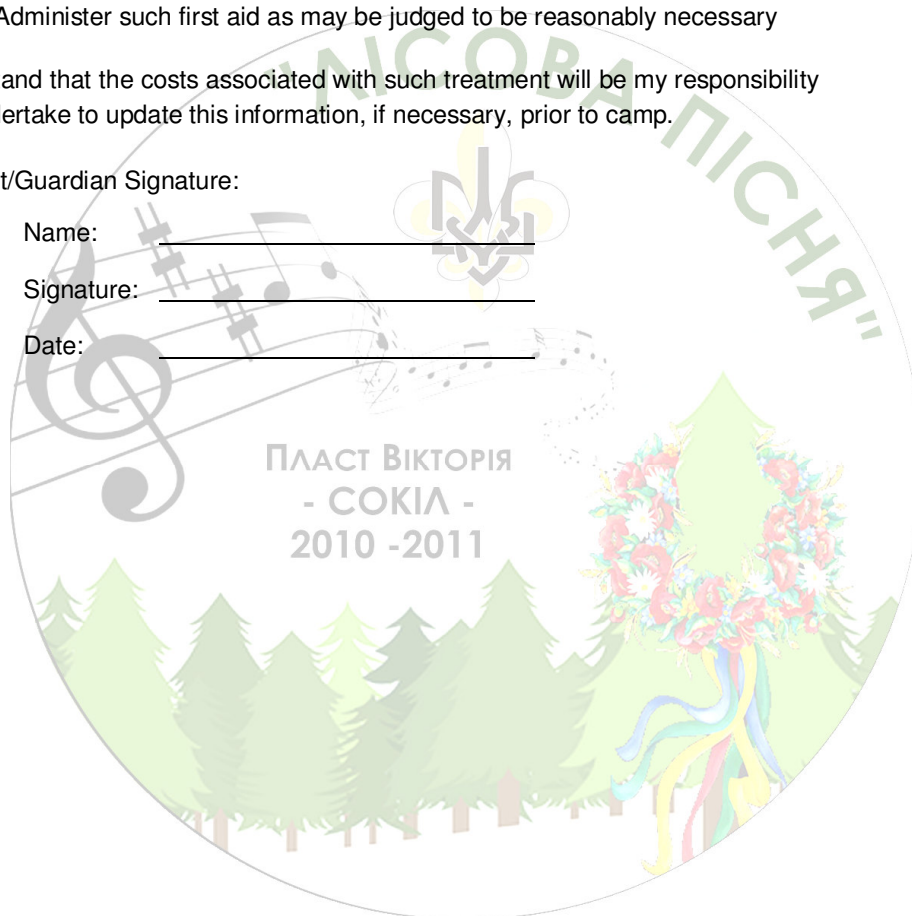 Administer such first aid as may be judged to be reasonably necessary
and that the costs associated with such treatment will be my responsibility
ertake to update this information, if necessary, prior to camp.
t/Guardian Signature:
Name:
Signature:
Date:
"ЛІСОВА ПІСНЯ"
ПЛАСТ ВІКТОРІЯ
- СОКІЛ -
2010 -2011